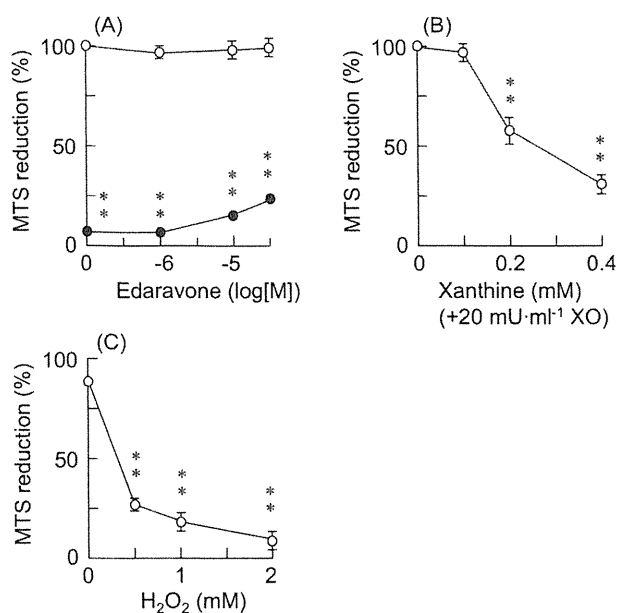 (A)
MTS reduction (%)
100
50
0
**
**
**
**
0 -6 -5
Edaravone (log[M])
(B)
MTS reduction (%)
100
50
0
**
**
0 0.2 0.4
Xanthine (mM)
(+20 mU·ml⁻¹ XO)
(C)
MTS reduction (%)
100
50
0
**
**
**
0 1 2
H₂O₂ (mM)